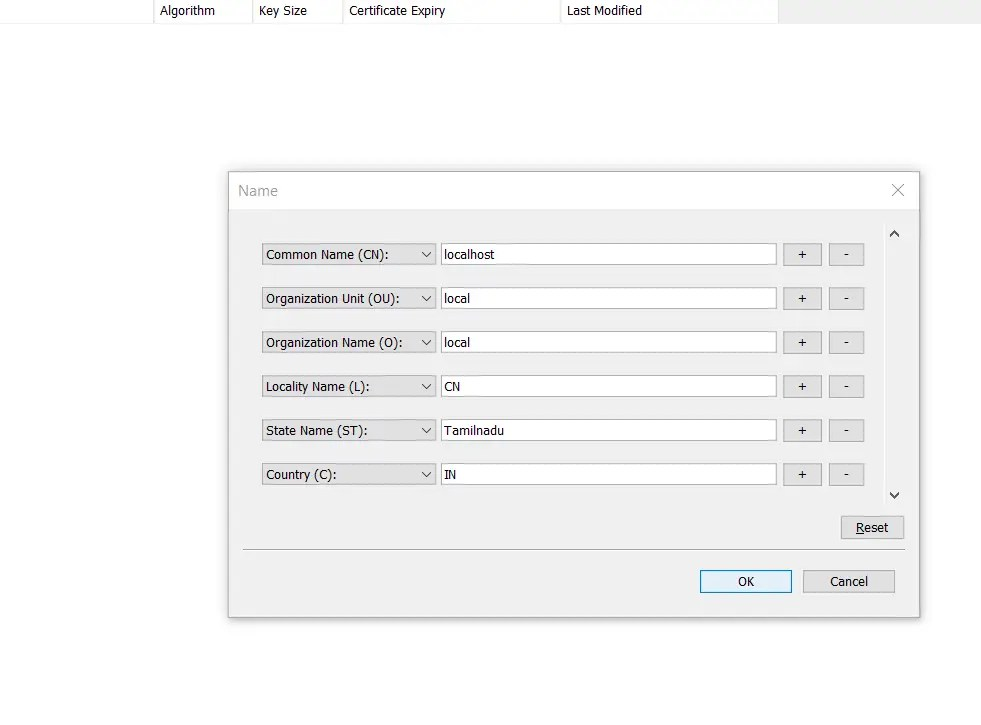 Algorithm Key Size Certificate Expiry Last Modified
Name
Common Name (CN): localhost + -
Organization Unit (OU): local + -
Organization Name (O): local + -
Locality Name (L): CN + -
State Name (ST): Tamilnadu + -
Country (C): IN + -
Reset
OK Cancel